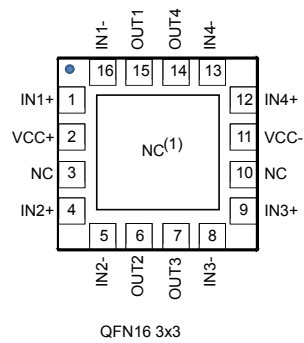 IN1- OUT1 OUT4 IN4-
16 15 14 13
IN1+ 1 12 IN4+
VCC+ 2 NC(1) 11 VCC-
NC 3 10 NC
IN2+ 4 9 IN3+
5 6 7 8
IN2- OUT2 OUT3 IN3-
QFN16 3x3